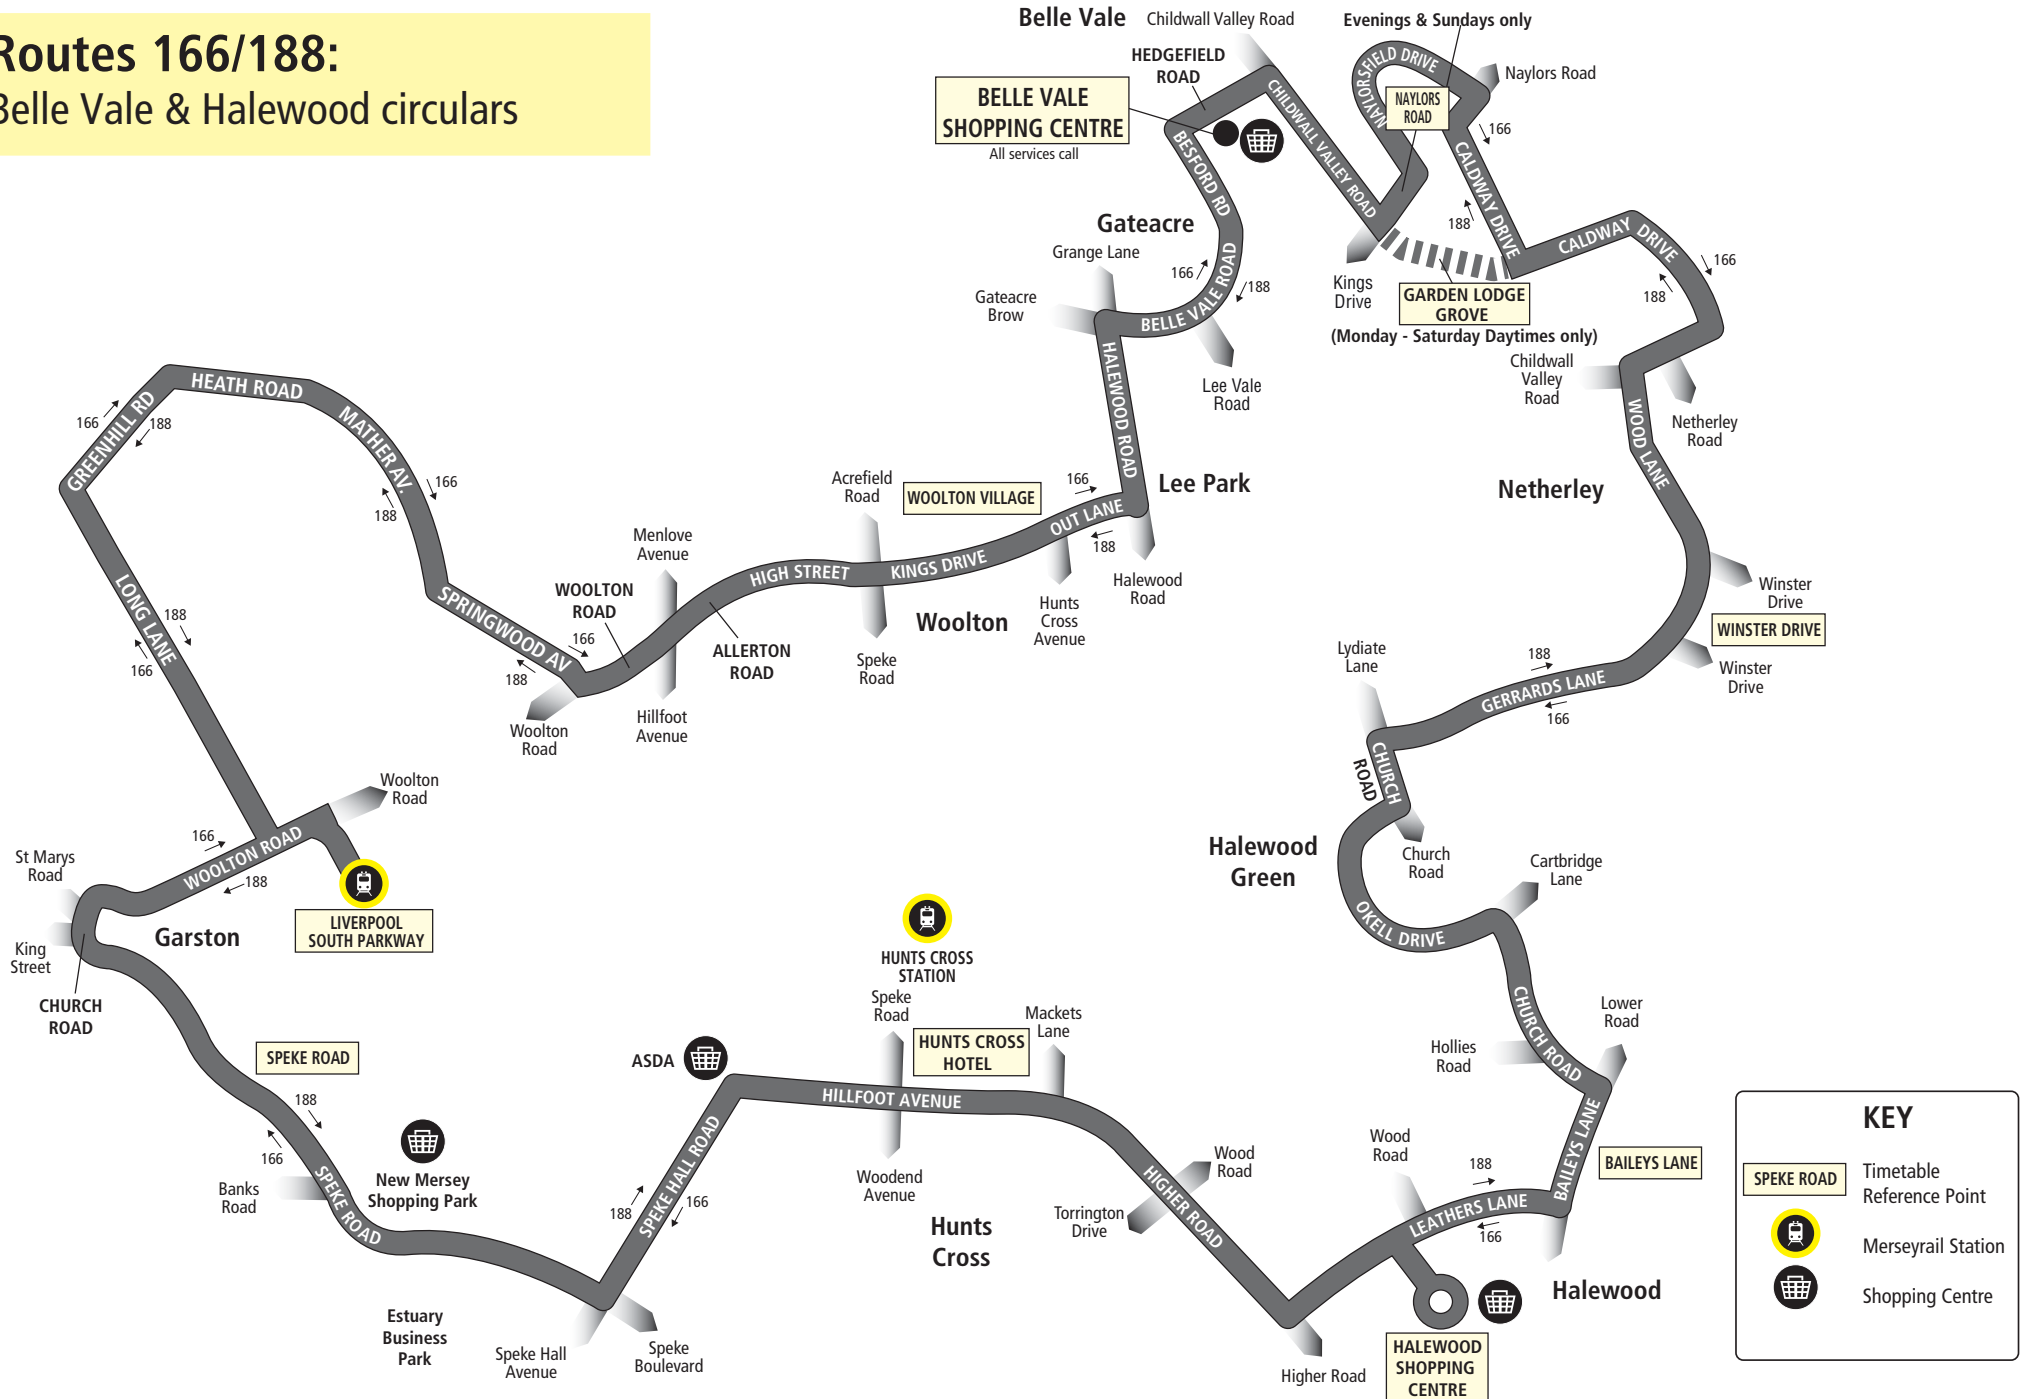 Routes 166/188:
Belle Vale & Halewood circulars
Belle Vale
Childwall Valley Road
Evenings & Sundays only
HEDGEFIELD
ROAD
BELLE VALE
SHOPPING CENTRE
All services call
NAYLORSFIELD DRIVE
Naylors Road
NAYLORS
ROAD
CHILDWALL VALLEY ROAD
BESFORD RD
166
CALDWAY DRIVE
188
CALDWAY DRIVE
166
188
Gateacre
Grange Lane
Gateacre
Brow
166
188
BELLE VALE ROAD
Kings
Drive
GARDEN LODGE
GROVE
(Monday - Saturday Daytimes only)
Lee Vale
Road
Childwall
Valley
Road
Netherley
Road
HALEWOOD ROAD
WOOD LANE
HEATH ROAD
166
188
GREENHILL RD
MATHER AV.
166
188
Acrefield
Road
WOOLTON VILLAGE
166
OUT LANE
188
Lee Park
Netherley
Menlove
Avenue
HIGH STREET
KINGS DRIVE
Halewood
Road
Hunts
Cross
Avenue
Winster
Drive
WINSTER DRIVE
Winster
Drive
LONG LANE
188
166
SPRINGWOOD AV
WOOLTON
ROAD
166
188
ALLERTON
ROAD
Woolton
Speke
Road
Woolton
Road
Hillfoot
Avenue
Lydiate
Lane
188
GERRARDS LANE
166
CHURCH
ROAD
Woolton
Road
166
WOOLTON ROAD
188
St Marys
Road
King
Street
Garston
LIVERPOOL
SOUTH PARKWAY
CHURCH
ROAD
Halewood
Green
Church
Road
Cartbridge
Lane
OKELL DRIVE
HUNTS CROSS
STATION
Speke
Road
HUNTS CROSS
HOTEL
Mackets
Lane
CHURCH ROAD
Lower
Road
Hollies
Road
SPEKE ROAD
188
166
ASDA
HILLFOOT AVENUE
BAILEYS LANE
BAILEYS LANE
New Mersey
Shopping Park
Banks
Road
SPEKE ROAD
188
SPEKE HALL ROAD
166
Woodend
Avenue
Hunts
Cross
Wood
Road
Torrington
Drive
HIGHER ROAD
Wood
Road
188
LEATHERS LANE
166
Halewood
HALEWOOD
SHOPPING
CENTRE
Higher Road
Estuary
Business
Park
Speke Hall
Avenue
Speke
Boulevard
KEY
SPEKE ROAD
Timetable
Reference Point
Merseyrail Station
Shopping Centre